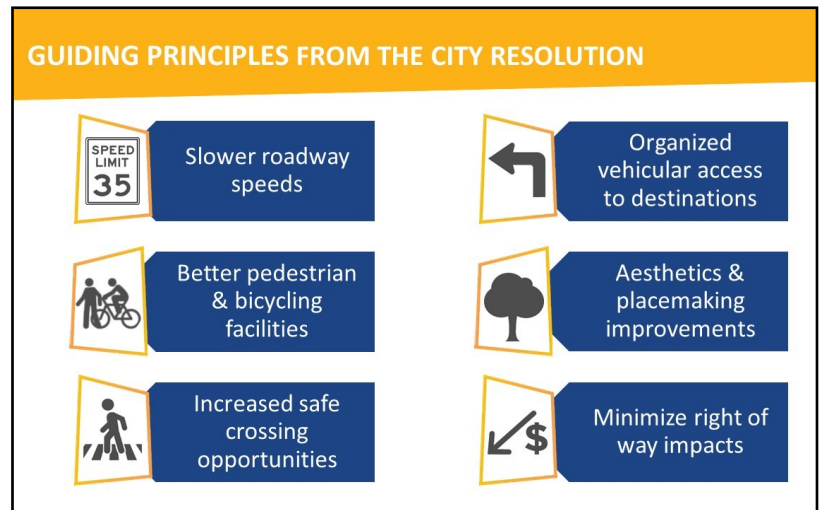 GUIDING PRINCIPLES FROM THE CITY RESOLUTION
SPEED
LIMIT
35
Slower roadway
speeds
Better pedestrian
& bicycling
facilities
Increased safe
crossing
opportunities
Organized
vehicular access
to destinations
Aesthetics &
placemaking
improvements
$
Minimize right of
way impacts